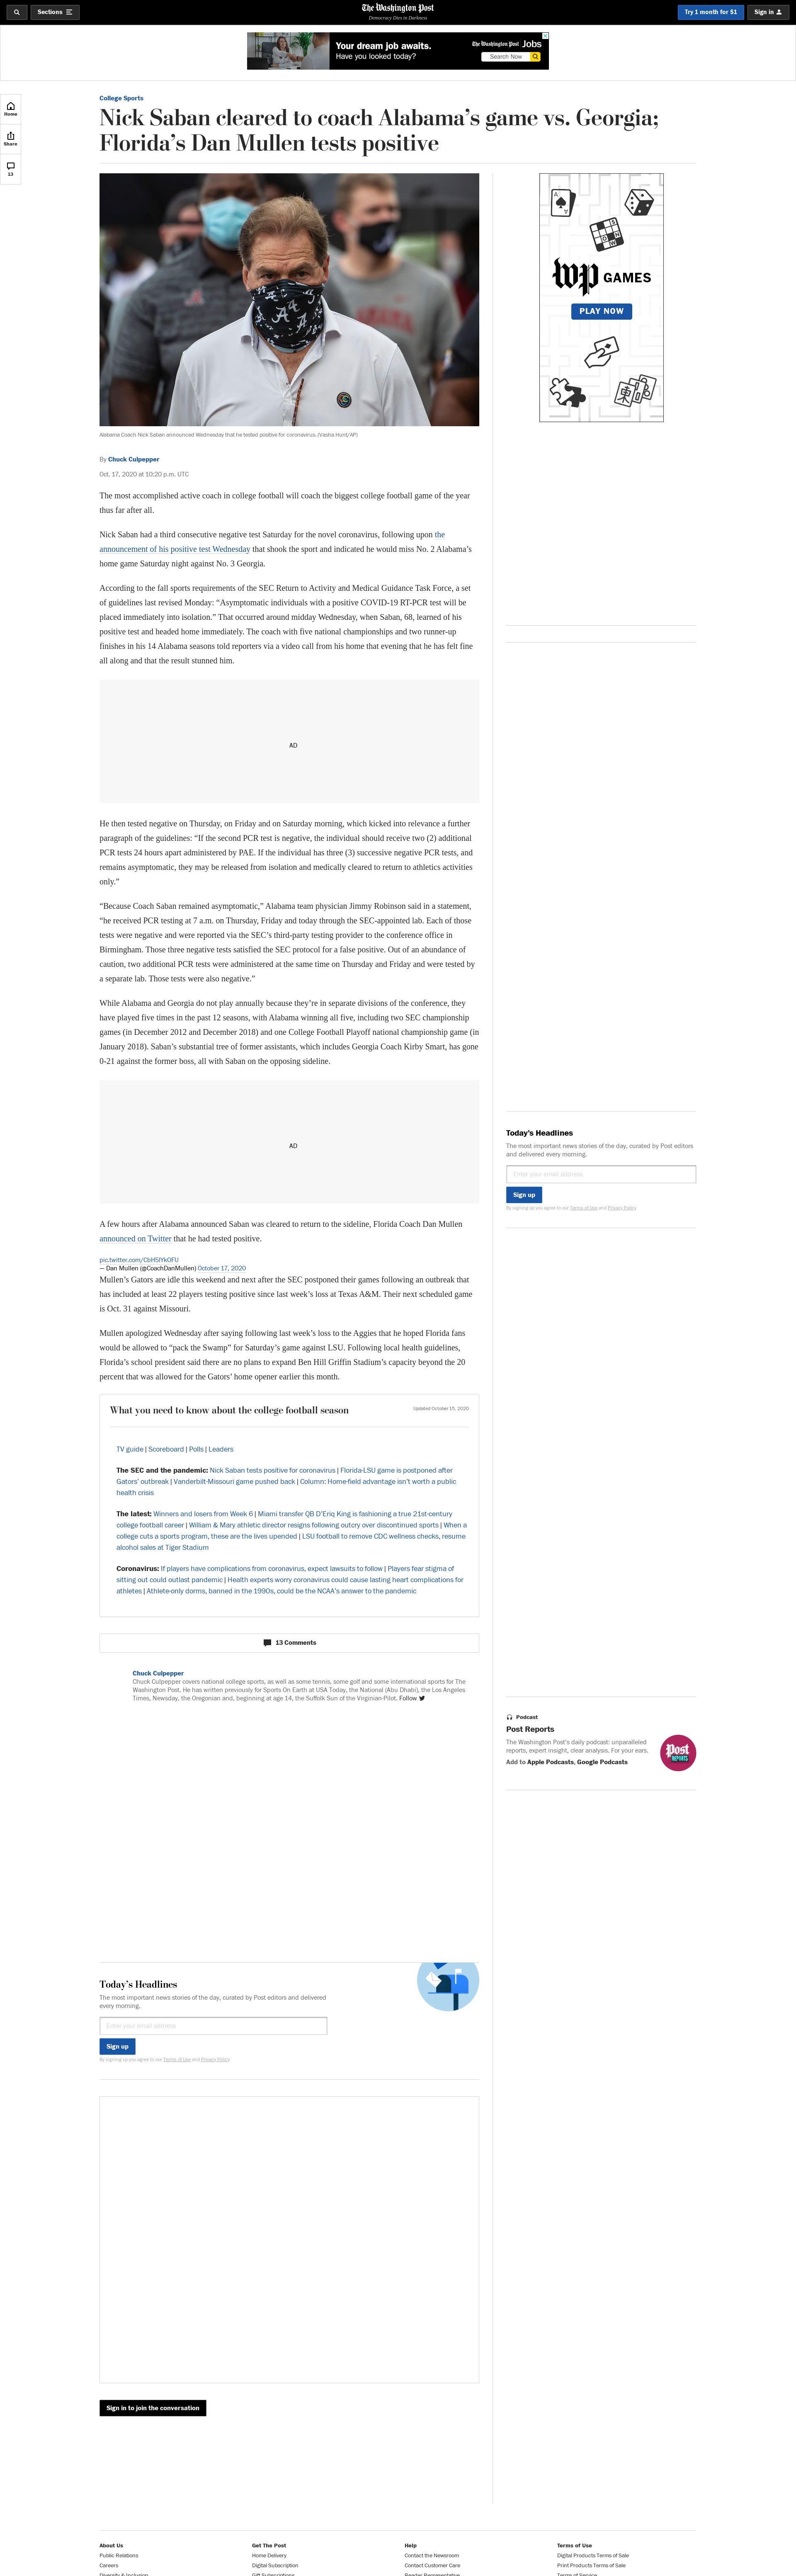 Sections
The Washington Post
Democracy Dies in Darkness
Try 1 month for $1
Sign in
Your dream job awaits.
Have you looked today?
The Washington Post Jobs
Search Now
Home
Share
13
College Sports
Nick Saban cleared to coach Alabama’s game vs. Georgia;
Florida’s Dan Mullen tests positive
Alabama Coach Nick Saban announced Wednesday that he tested positive for coronavirus. (Vasha Hunt/AP)
By Chuck Culpepper
Oct. 17, 2020 at 10:20 p.m. UTC
The most accomplished active coach in college football will coach the biggest college football game of the year
thus far after all.
Nick Saban had a third consecutive negative test Saturday for the novel coronavirus, following upon the
announcement of his positive test Wednesday that shook the sport and indicated he would miss No. 2 Alabama’s
home game Saturday night against No. 3 Georgia.
According to the fall sports requirements of the SEC Return to Activity and Medical Guidance Task Force, a set
of guidelines last revised Monday: “Asymptomatic individuals with a positive COVID-19 RT-PCR test will be
placed immediately into isolation.” That occurred around midday Wednesday, when Saban, 68, learned of his
positive test and headed home immediately. The coach with five national championships and two runner-up
finishes in his 14 Alabama seasons told reporters via a video call from his home that evening that he has felt fine
all along and that the result stunned him.
AD
He then tested negative on Thursday, on Friday and on Saturday morning, which kicked into relevance a further
paragraph of the guidelines: “If the second PCR test is negative, the individual should receive two (2) additional
PCR tests 24 hours apart administered by PAE. If the individual has three (3) successive negative PCR tests, and
remains asymptomatic, they may be released from isolation and medically cleared to return to athletics activities
only.”
“Because Coach Saban remained asymptomatic,” Alabama team physician Jimmy Robinson said in a statement,
“he received PCR testing at 7 a.m. on Thursday, Friday and today through the SEC-appointed lab. Each of those
tests were negative and were reported via the SEC’s third-party testing provider to the conference office in
Birmingham. Those three negative tests satisfied the SEC protocol for a false positive. Out of an abundance of
caution, two additional PCR tests were administered at the same time on Thursday and Friday and were tested by
a separate lab. Those tests were also negative.”
While Alabama and Georgia do not play annually because they’re in separate divisions of the conference, they
have played five times in the past 12 seasons, with Alabama winning all five, including two SEC championship
games (in December 2012 and December 2018) and one College Football Playoff national championship game (in
January 2018). Saban’s substantial tree of former assistants, which includes Georgia Coach Kirby Smart, has gone
0-21 against the former boss, all with Saban on the opposing sideline.
AD
A few hours after Alabama announced Saban was cleared to return to the sideline, Florida Coach Dan Mullen
announced on Twitter that he had tested positive.
— Dan Mullen (@CoachDanMullen) October 17, 2020
Mullen’s Gators are idle this weekend and next after the SEC postponed their games following an outbreak that
has included at least 22 players testing positive since last week’s loss at Texas A&M. Their next scheduled game
is Oct. 31 against Missouri.
Mullen apologized Wednesday after saying following last week’s loss to the Aggies that he hoped Florida fans
would be allowed to “pack the Swamp” for Saturday’s game against LSU. Following local health guidelines,
Florida’s school president said there are no plans to expand Ben Hill Griffin Stadium’s capacity beyond the 20
percent that was allowed for the Gators’ home opener earlier this month.
What you need to know about the college football season
Updated October 15, 2020
TV guide | Scoreboard | Polls | Leaders
The SEC and the pandemic: Nick Saban tests positive for coronavirus | Florida-LSU game is postponed after
Gators’ outbreak | Vanderbilt-Missouri game pushed back | Column: Home-field advantage isn’t worth a public
health crisis
The latest: Winners and losers from Week 6 | Miami transfer QB D’Eriq King is fashioning a true 21st-century
college football career | William & Mary athletic director resigns following outcry over discontinued sports | When a
college cuts a sports program, these are the lives upended | LSU football to remove CDC wellness checks, resume
alcohol sales at Tiger Stadium
Coronavirus: If players have complications from coronavirus, expect lawsuits to follow | Players fear stigma of
sitting out could outlast pandemic | Health experts worry coronavirus could cause lasting heart complications for
athletes | Athlete-only dorms, banned in the 1990s, could be the NCAA’s answer to the pandemic
13 Comments
Chuck Culpepper
Chuck Culpepper covers national college sports, as well as some tennis, some golf and some international sports for The
Washington Post. He has written previously for Sports On Earth at USA Today, the National (Abu Dhabi), the Los Angeles
Times, Newsday, the Oregonian and, beginning at age 14, the Suffolk Sun of the Virginian-Pilot. Follow
Today’s Headlines
The most important news stories of the day, curated by Post editors and delivered
every morning.
Enter your email address
Sign up
By signing up you agree to our Terms of Use and Privacy Policy
Sign in to join the conversation
wp GAMES
PLAY NOW
Today’s Headlines
The most important news stories of the day, curated by Post editors
and delivered every morning.
Enter your email address
Sign up
By signing up you agree to our Terms of Use and Privacy Policy
Podcast
Post Reports
The Washington Post’s daily podcast: unparalleled
reports, expert insight, clear analysis. For your ears.
Add to Apple Podcasts, Google Podcasts
Post
REPORTS
About Us
Public Relations
Careers
Diversity & Inclusion
Get The Post
Home Delivery
Digital Subscription
Gift Subscriptions
Help
Contact the Newsroom
Contact Customer Care
Reader Representative
Terms of Use
Digital Products Terms of Sale
Print Products Terms of Sale
Terms of Service